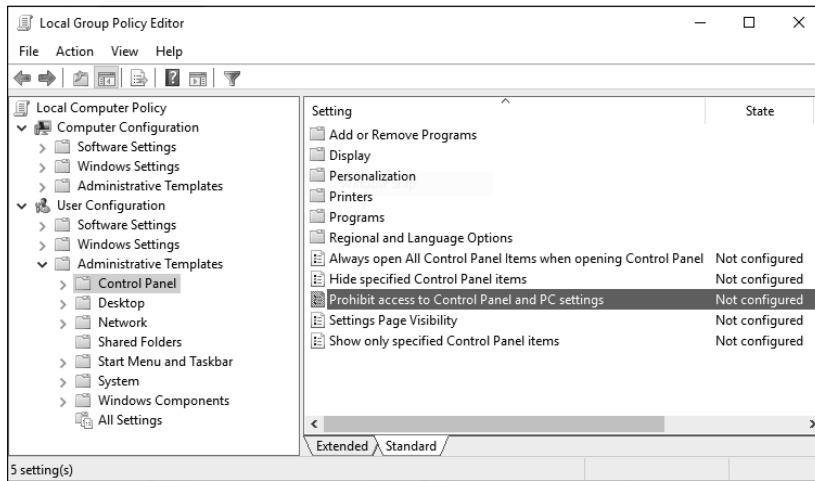 Local Group Policy Editor
File Action View Help
Local Computer Policy
Computer Configuration
Software Settings
Windows Settings
Administrative Templates
User Configuration
Software Settings
Windows Settings
Administrative Templates
Control Panel
Desktop
Network
Shared Folders
Start Menu and Taskbar
System
Windows Components
All Settings
Setting State
Add or Remove Programs
Display
Personalization
Printers
Programs
Regional and Language Options
Always open All Control Panel Items when opening Control Panel Not configured
Hide specified Control Panel items Not configured
Prohibit access to Control Panel and PC settings Not configured
Settings Page Visibility Not configured
Show only specified Control Panel items Not configured
Extended Standard
5 setting(s)